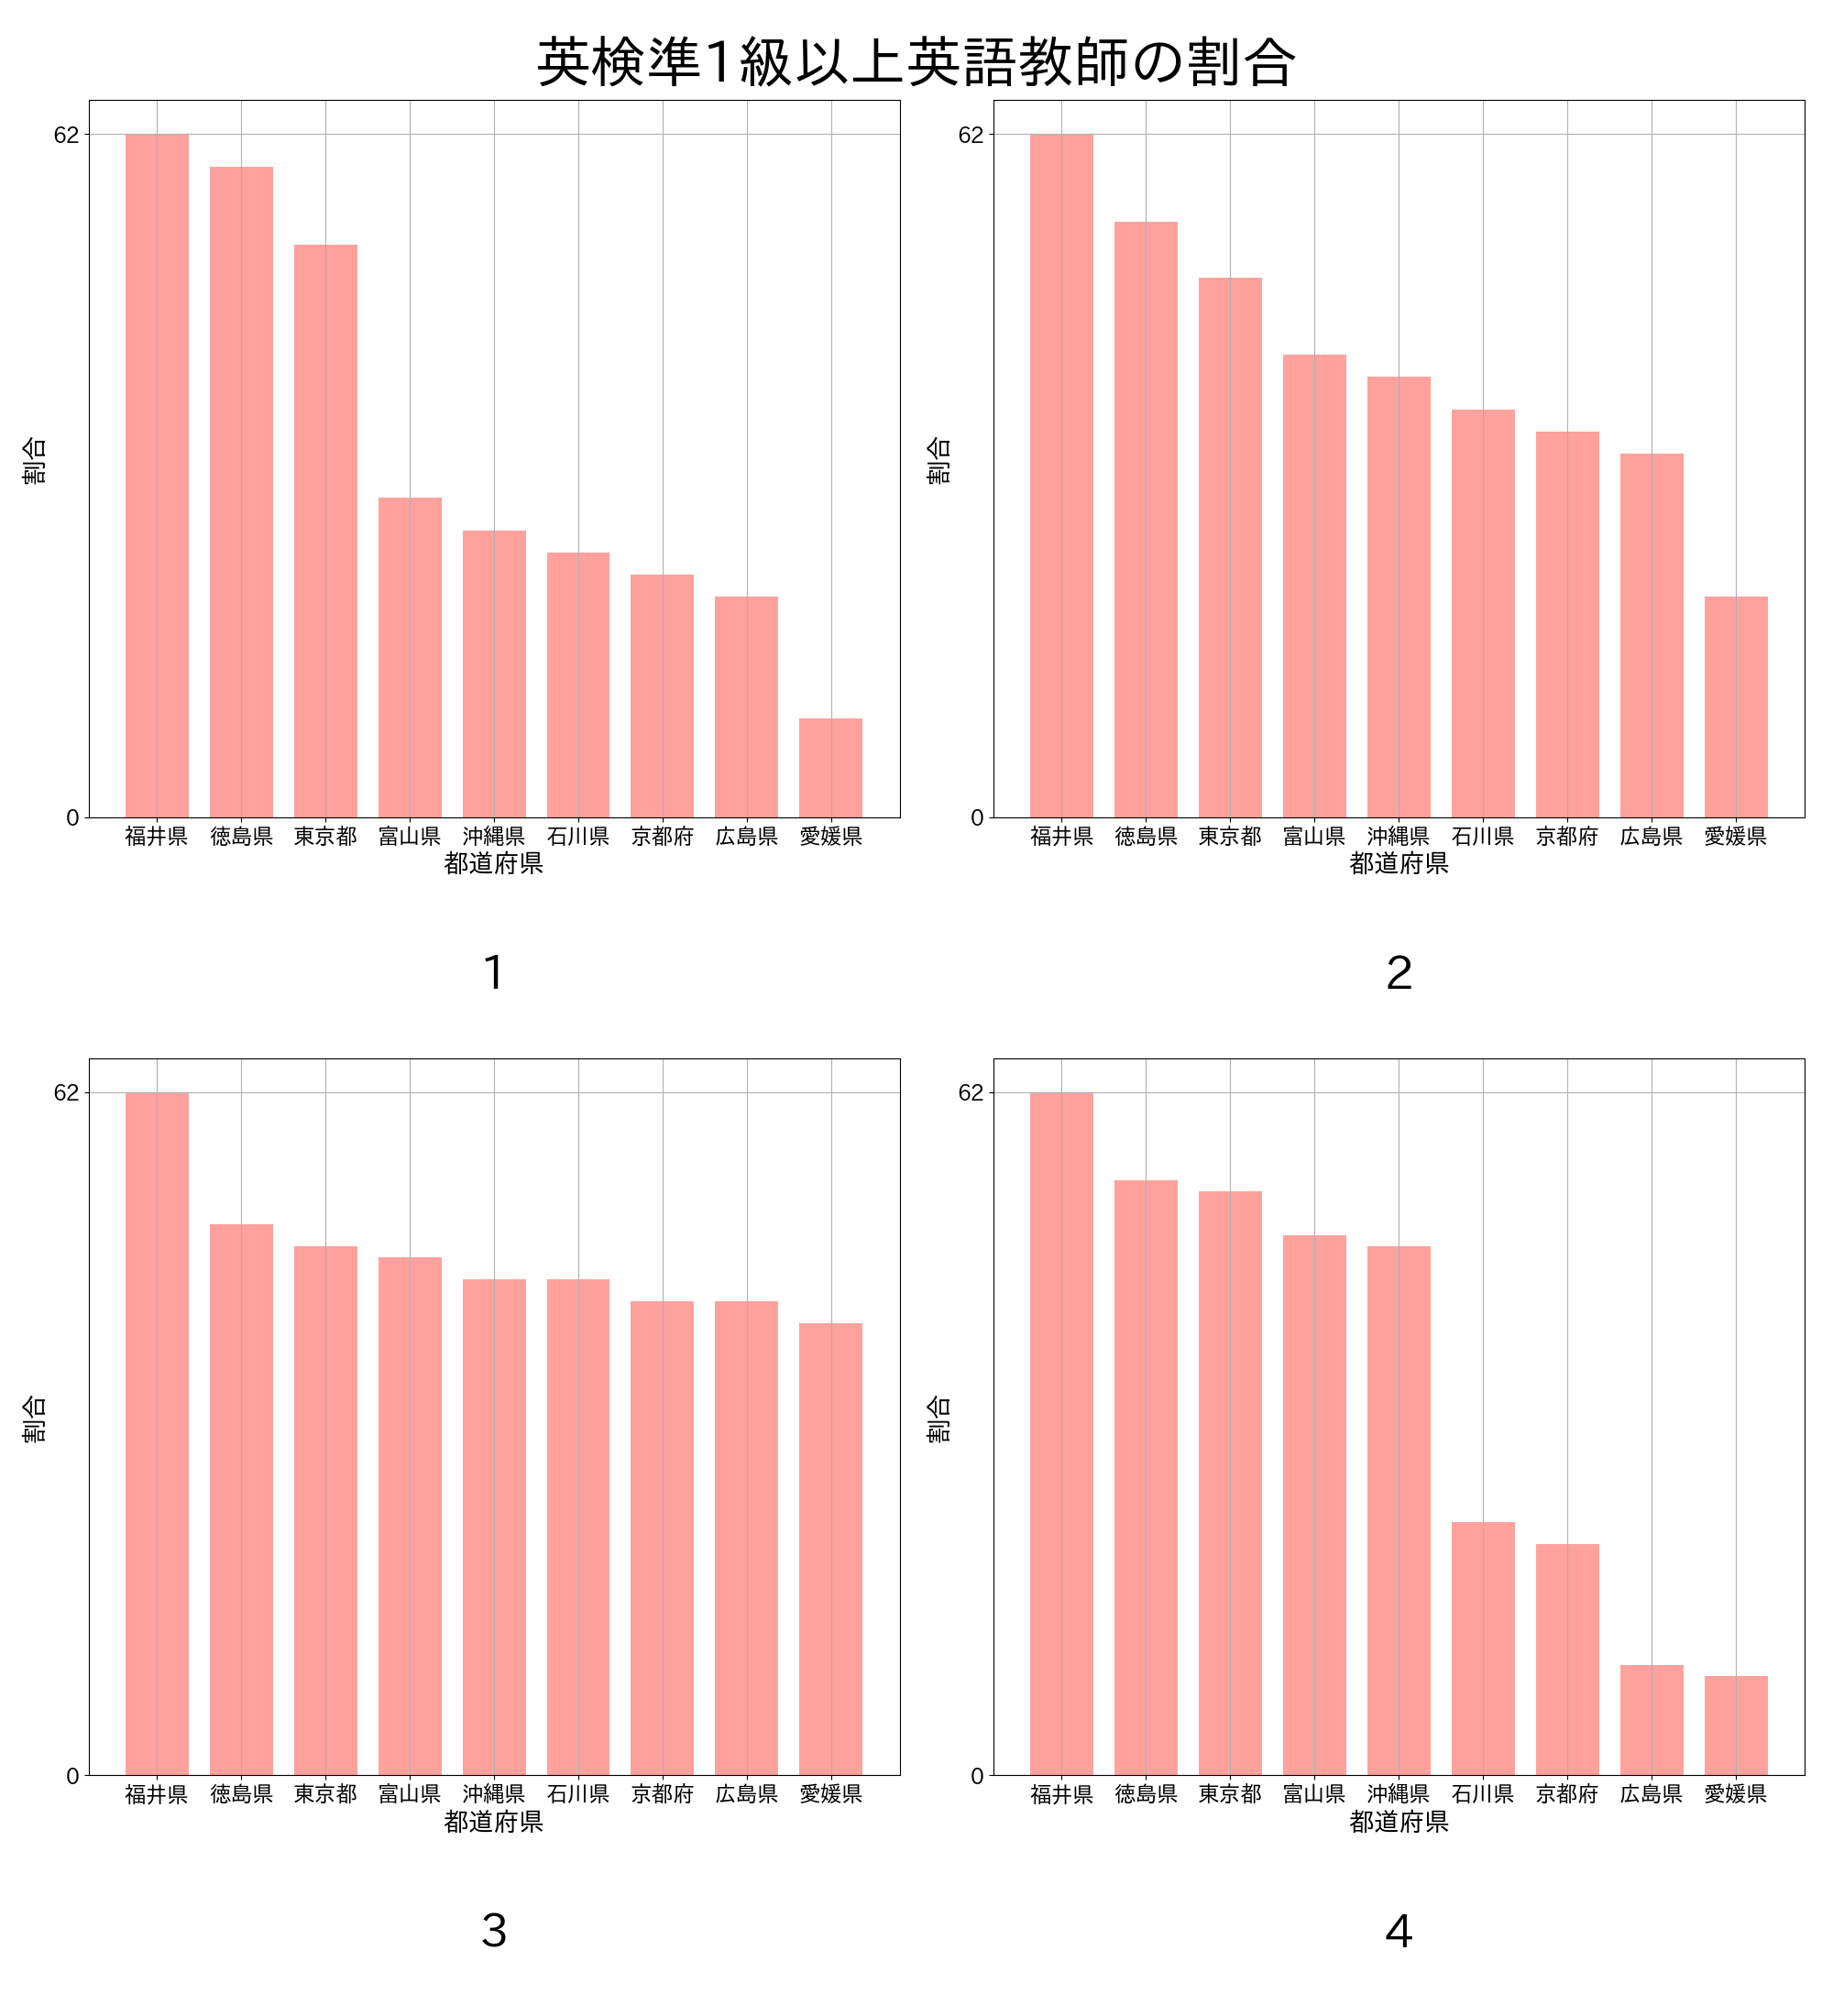 英検準1級以上英語教師の割合
62
0
割合
福井県 徳島県 東京都 富山県 沖縄県 石川県 京都府 広島県 愛媛県
都道府県
1
62
0
割合
福井県 徳島県 東京都 富山県 沖縄県 石川県 京都府 広島県 愛媛県
都道府県
2
62
0
割合
福井県 徳島県 東京都 富山県 沖縄県 石川県 京都府 広島県 愛媛県
都道府県
3
62
0
割合
福井県 徳島県 東京都 富山県 沖縄県 石川県 京都府 広島県 愛媛県
都道府県
4